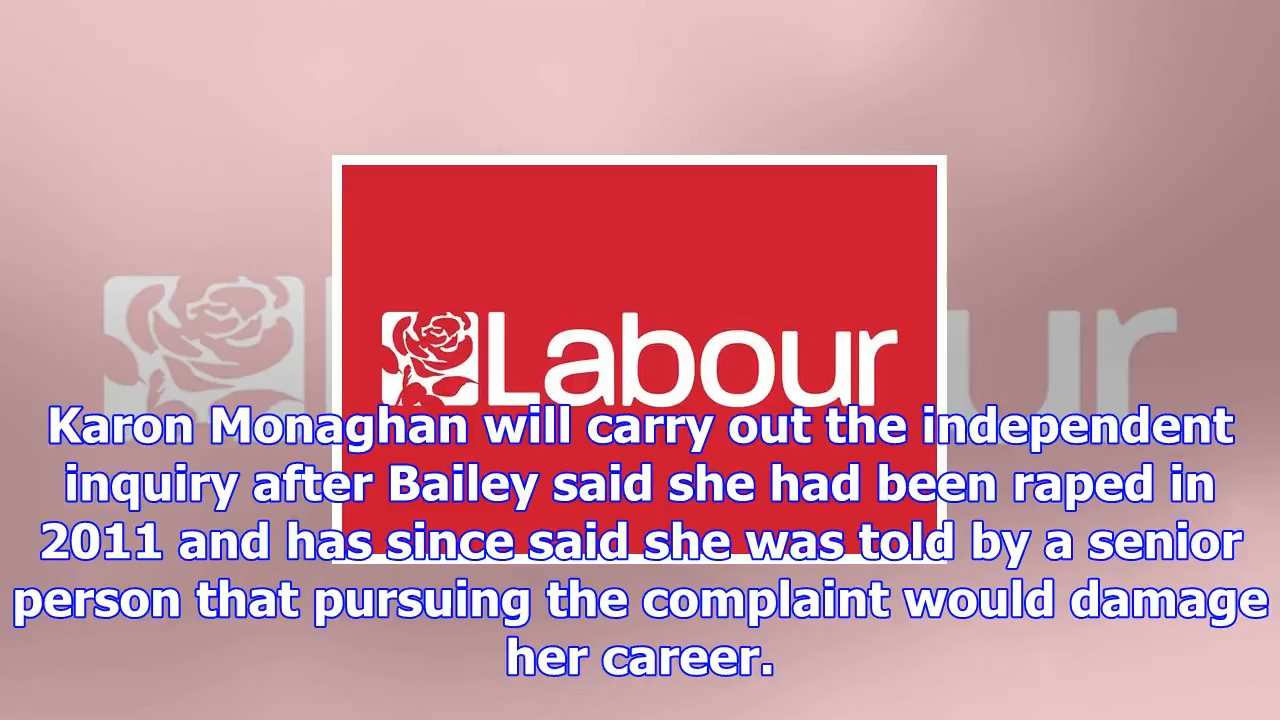 Labour
Karon Monaghan will carry out the independent
inquiry after Bailey said she had been raped in
2011 and has since said she was told by a senior
person that pursuing the complaint would damage
her career.